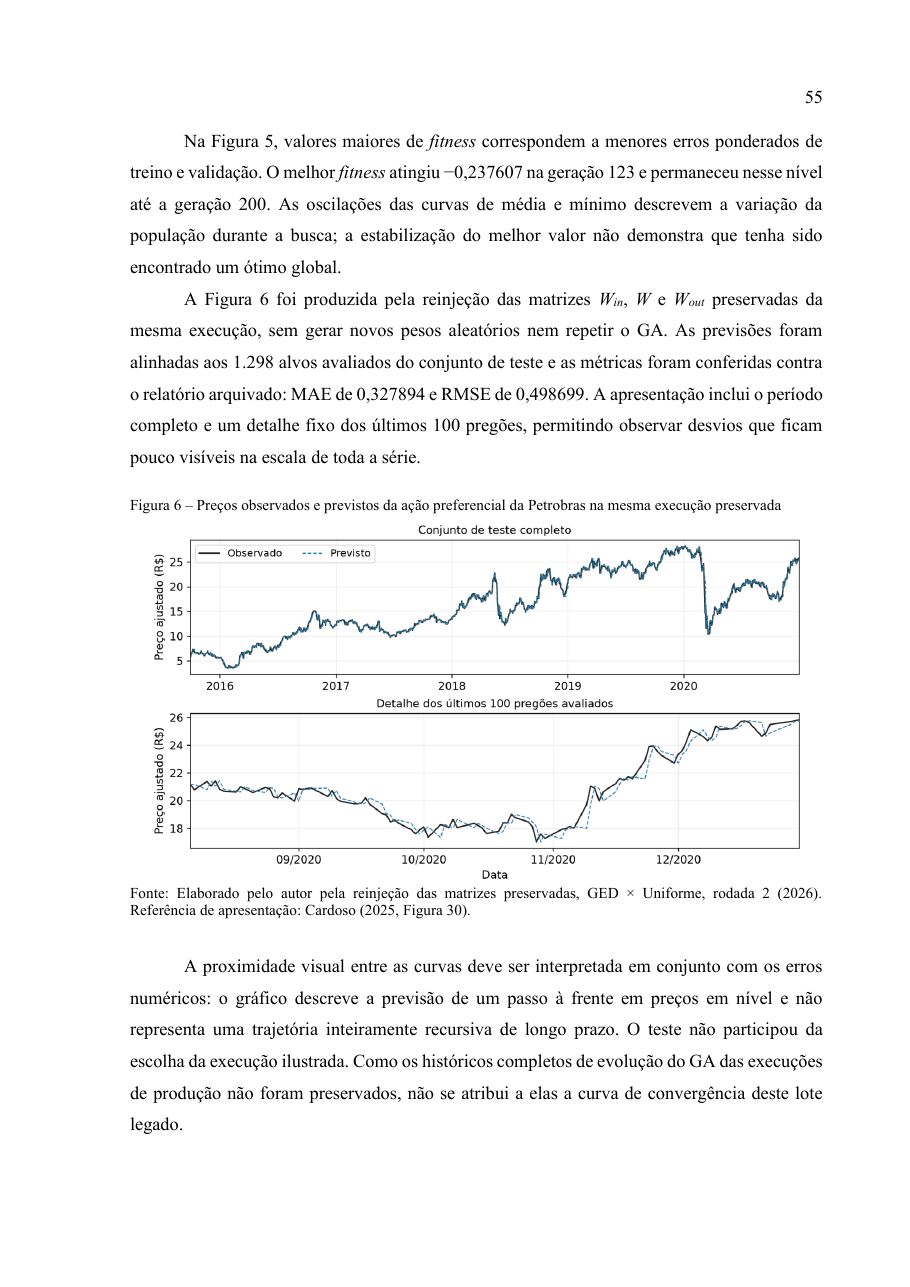 55
Na Figura 5, valores maiores de fitness correspondem a menores erros ponderados de
treino e validação. O melhor fitness atingiu −0,237607 na geração 123 e permaneceu nesse nível
até a geração 200. As oscilações das curvas de média e mínimo descrevem a variação da
população durante a busca; a estabilização do melhor valor não demonstra que tenha sido
encontrado um ótimo global.
A Figura 6 foi produzida pela reinjeção das matrizes Win, W e Wout preservadas da
mesma execução, sem gerar novos pesos aleatórios nem repetir o GA. As previsões foram
alinhadas aos 1.298 alvos avaliados do conjunto de teste e as métricas foram conferidas contra
o relatório arquivado: MAE de 0,327894 e RMSE de 0,498699. A apresentação inclui o período
completo e um detalhe fixo dos últimos 100 pregões, permitindo observar desvios que ficam
pouco visíveis na escala de toda a série.
Figura 6 – Preços observados e previstos da ação preferencial da Petrobras na mesma execução preservada
Conjunto de teste completo
Observado Previsto
Preço ajustado (R$)
25
20
15
10
5
2016 2017 2018 2019 2020
Detalhe dos últimos 100 pregões avaliados
Preço ajustado (R$)
26
24
22
20
18
09/2020 10/2020 11/2020 12/2020
Data
Fonte: Elaborado pelo autor pela reinjeção das matrizes preservadas, GED × Uniforme, rodada 2 (2026).
Referência de apresentação: Cardoso (2025, Figura 30).
A proximidade visual entre as curvas deve ser interpretada em conjunto com os erros
numéricos: o gráfico descreve a previsão de um passo à frente em preços em nível e não
representa uma trajetória inteiramente recursiva de longo prazo. O teste não participou da
escolha da execução ilustrada. Como os históricos completos de evolução do GA das execuções
de produção não foram preservados, não se atribui a elas a curva de convergência deste lote
legado.